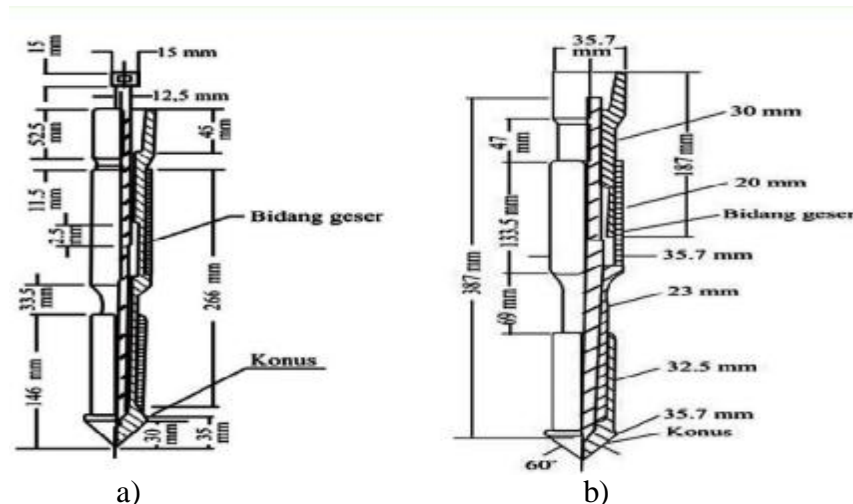 15 mm
15 mm
12,5 mm
52.5 mm
45 mm
11.5 mm
2.5 mm
Bidang geser
266 mm
33.5 mm
146 mm
Konus
30 mm
35 mm
a)
35.7 mm
30 mm
47 mm
187 mm
20 mm
Bidang geser
133.5 mm
35.7 mm
387 mm
23 mm
69 mm
32.5 mm
35.7 mm
Konus
60°
b)